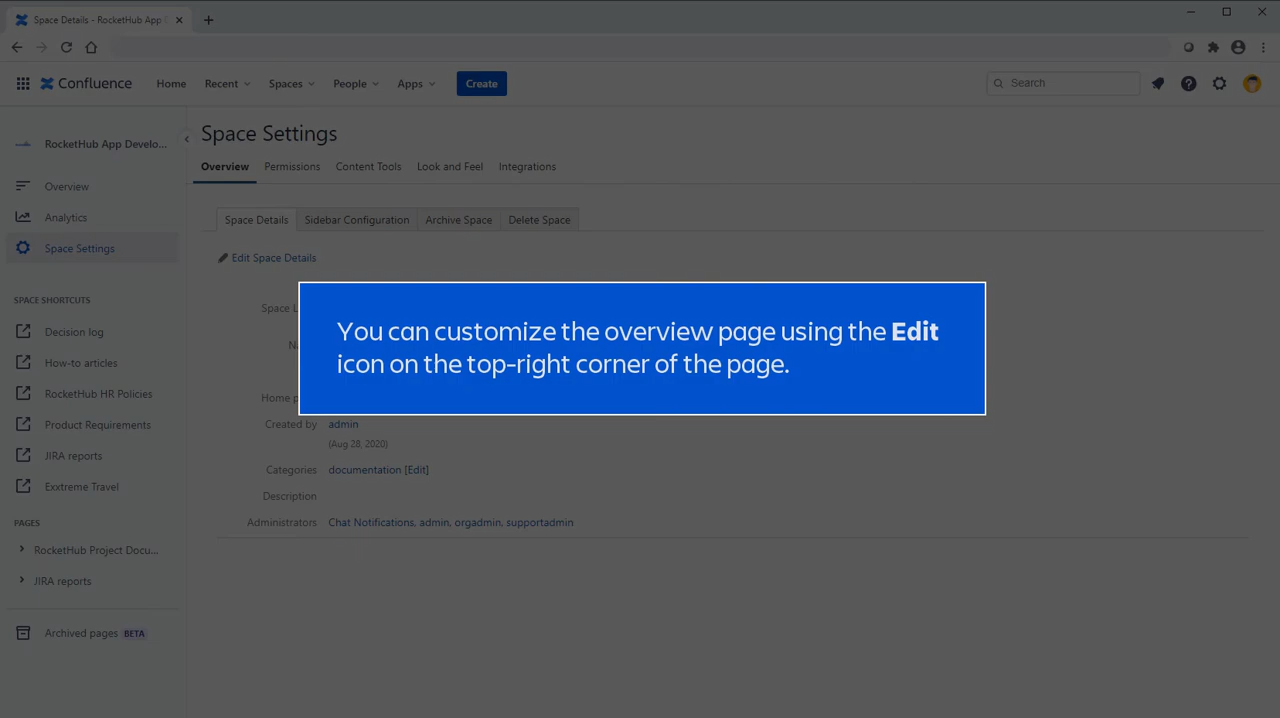 Space Details - RocketHub App
Confluence Home Recent Spaces People Apps Create Search
RocketHub App Develo...
Overview
Analytics
Space Settings
SPACE SHORTCUTS
Decision log
How-to articles
RocketHub HR Policies
Product Requirements
JIRA reports
Exxtreme Travel
PAGES
RocketHub Project Docu...
JIRA reports
Archived pages BETA
Space Settings
Overview Permissions Content Tools Look and Feel Integrations
Space Details Sidebar Configuration Archive Space Delete Space
Edit Space Details
Space
You can customize the overview page using the Edit
icon on the top-right corner of the page.
Home
Created by admin
(Aug 28, 2020)
Categories documentation [Edit]
Description
Administrators Chat Notifications, admin, orgadmin, supportadmin